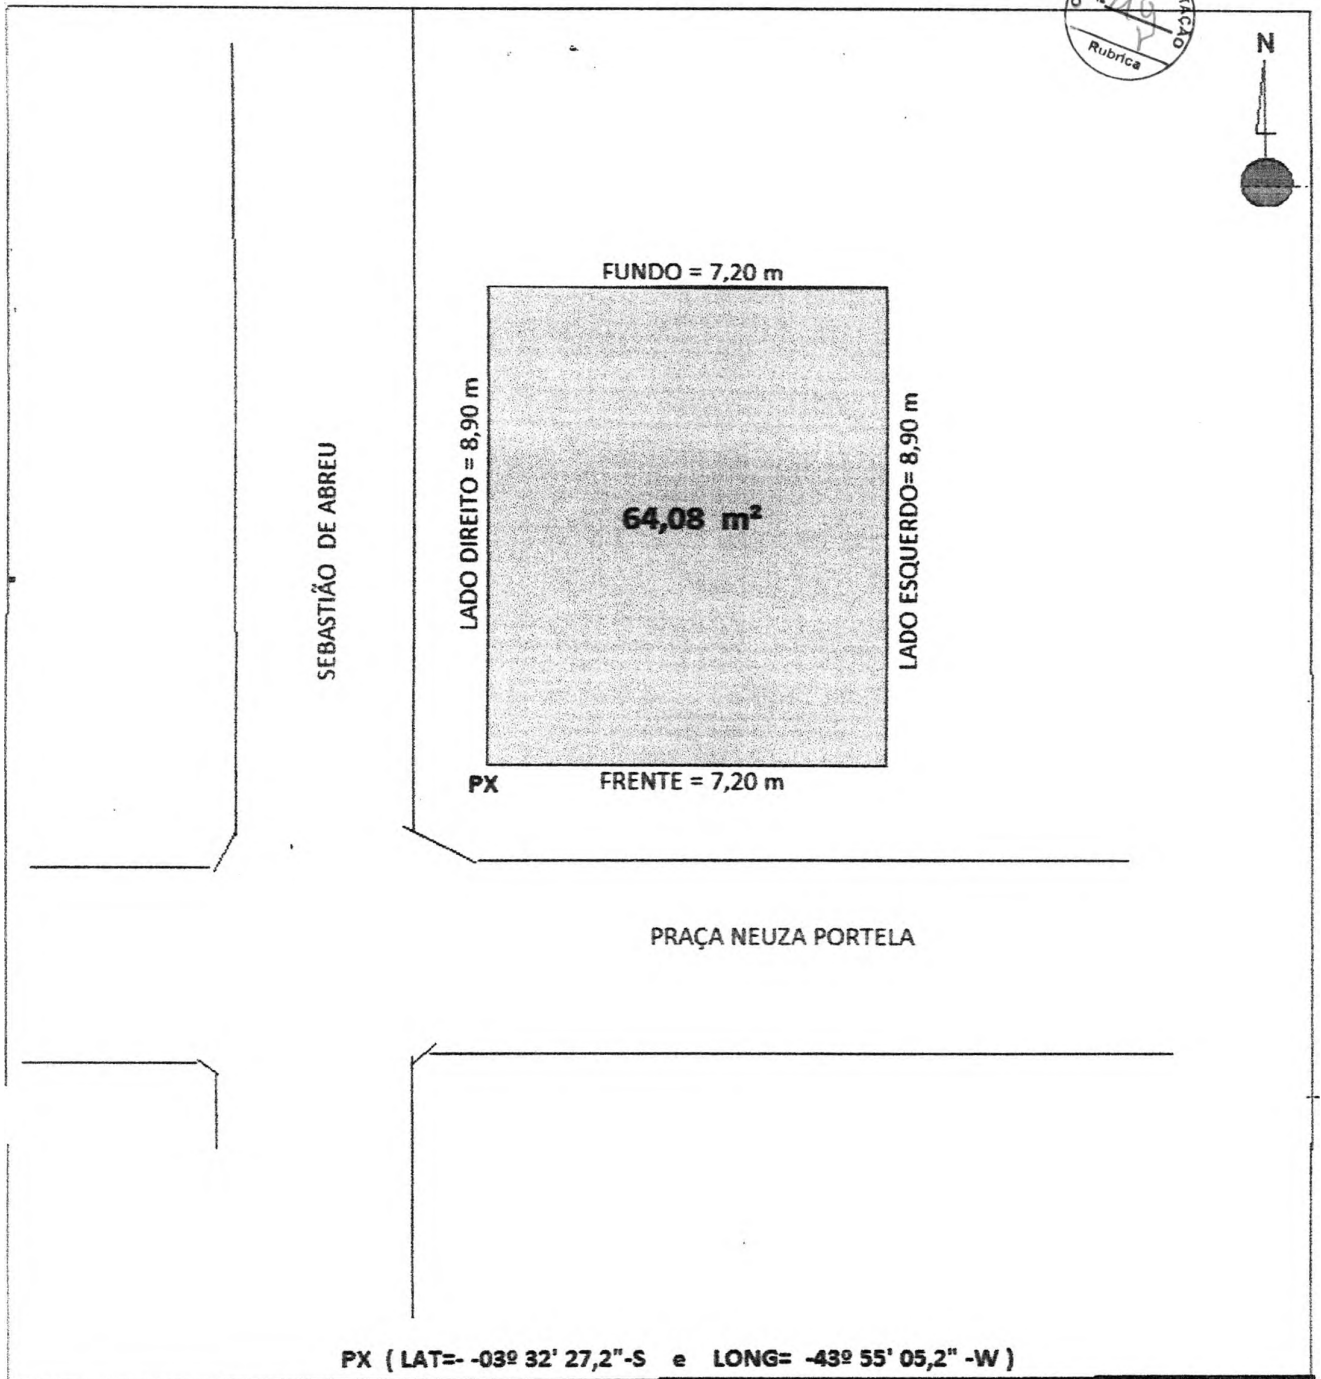 AÇÃO
Rubrica
N
FUNDO = 7,20 m
LADO DIREITO = 8,90 m
SEBASTIÃO DE ABREU
64,08 m²
LADO ESQUERDO= 8,90 m
PX
FRENTE = 7,20 m
PRAÇA NEUZA PORTELA
PX ( LAT=- -03º 32' 27,2"-S e LONG= -43º 55' 05,2" -W )